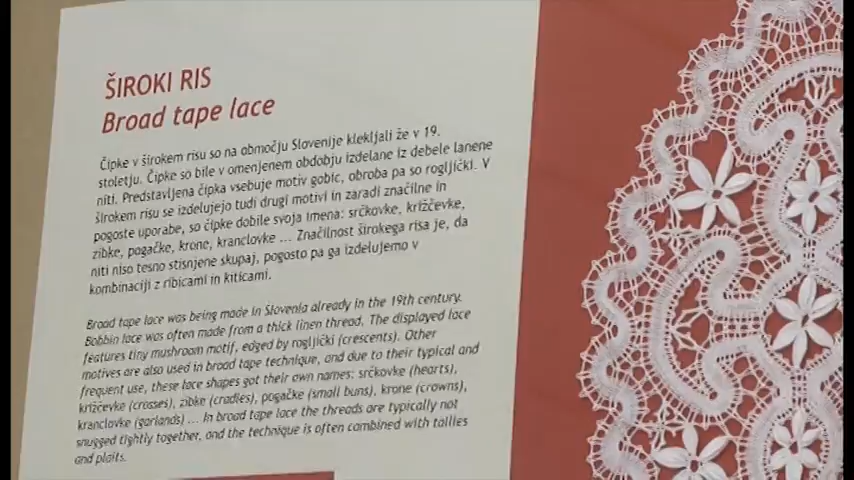 ŠIROKI RIS
Broad tape lace
Čipke v širokem risu so na območju Slovenije klekljali že v 19.
stoletju. Čipke so bile v omenjenem obdobju izdelane iz debele lanene
niti. Predstavljena čipka vsebuje motiv gobic, obroba pa so rogljički. V
širokem risu se izdelujejo tudi drugi motivi in zaradi značilne in
pogoste uporabe, so čipke dobile svoja imena: srčkovke, križčevke,
zibke, pogačke, krone, kranclovke ... Značilnost širokega risa je, da
niti niso tesno stisnjene skupaj, pogosto pa ga izdelujemo v
kombinaciji z ribicami in kiticami.
Broad tape lace was being made in Slovenia already in the 19th century.
Bobbin lace was often made from a thick linen thread. The displayed lace
features tiny mushroom motif, edged by rogljički (crescents). Other
motives are also used in broad tape technique, and due to their typical and
frequent use, these lace shapes got their own names: srčkovke (hearts),
križčevke (crosses), zibke (cradles), pogačke (small buns), krone (crowns),
kranclovke (garlands) ... In broad tape lace the threads are typically not
snugged tightly together, and the technique is often combined with tallies
and plaits.